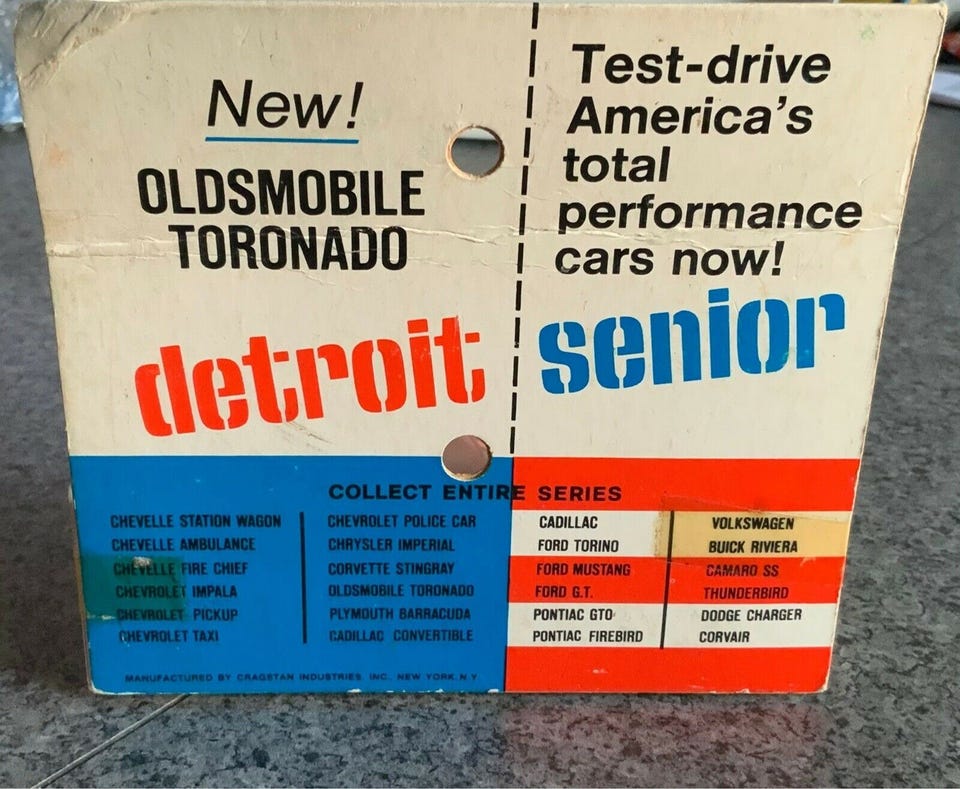 New!
OLDSMOBILE
TORONADO
Test-drive
America's
total
performance
cars now!
detroit senior
COLLECT ENTIRE SERIES
CHEVELLE STATION WAGON
CHEVELLE AMBULANCE
CHEVELLE FIRE CHIEF
CHEVROLET IMPALA
CHEVROLET PICKUP
CHEVROLET TAXI
CHEVROLET POLICE CAR
CHRYSLER IMPERIAL
CORVETTE STINGRAY
OLDSMOBILE TORONADO
PLYMOUTH BARRACUDA
CADILLAC CONVERTIBLE
CADILLAC
FORD TORINO
FORD MUSTANG
FORD G.T.
PONTIAC GTO
PONTIAC FIREBIRD
VOLKSWAGEN
BUICK RIVIERA
CAMARO SS
THUNDERBIRD
DODGE CHARGER
CORVAIR
MANUFACTURED BY CRAGSTAN INDUSTRIES, INC. NEW YORK, N.Y.